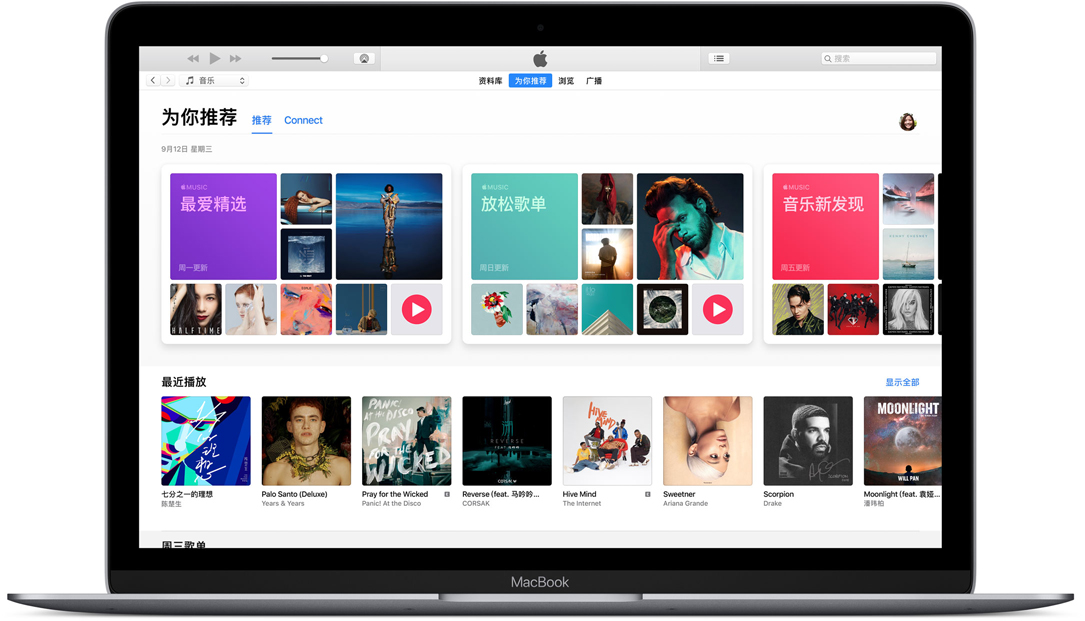 音乐
搜索
资料库
为你推荐
浏览
广播
为你推荐
推荐
Connect
9月12日 星期三
MUSIC
最爱精选
周一更新
HALFTIME
MUSIC
放松歌单
周日更新
MUSIC
音乐新发现
周五更新
最近播放
显示全部
PANIC!
AT THE DISCO
PRAY
FOR THE
WICKED
REVERSE
HIVE
MIND
MOONLIGHT
WILL PAN
七分之一的理想
陈楚生
Palo Santo (Deluxe)
Years & Years
Pray for the Wicked
E
Panic! At the Disco
Reverse (feat. 马吟吟...
CORSAK
Hive Mind
E
The Internet
Sweetner
Ariana Grande
Scorpion
Drake
Moonlight (feat. 袁娅...
潘玮柏
周三歌单
MacBook